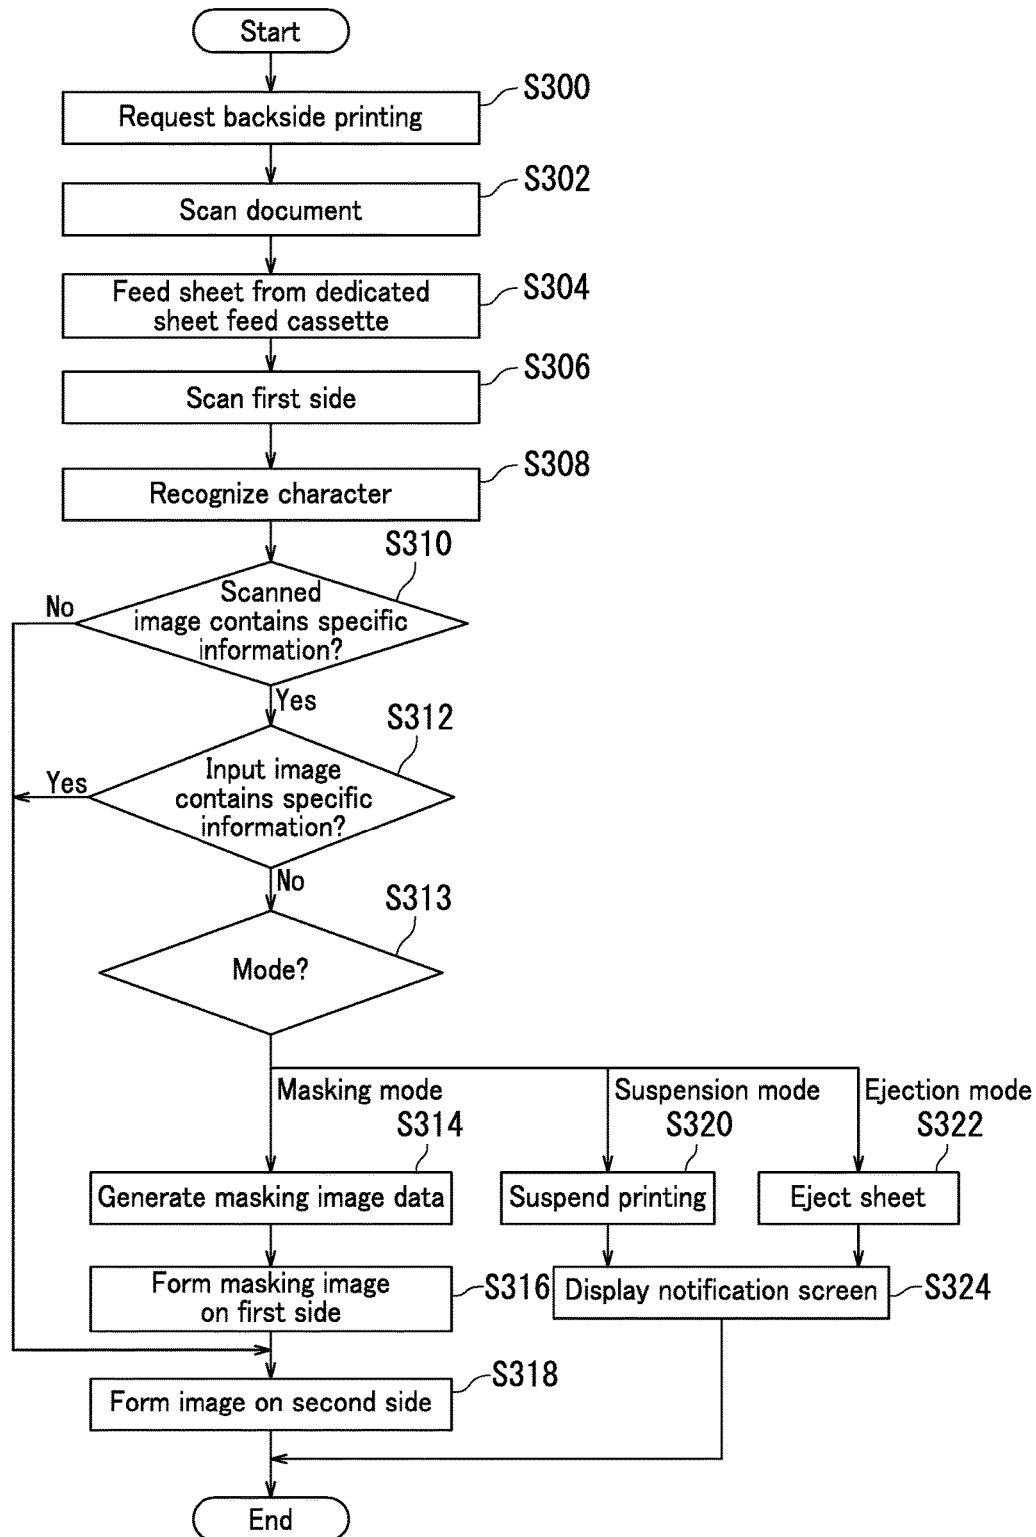 Start
S300
Request backside printing
S302
Scan document
S304
Feed sheet from dedicated
sheet feed cassette
S306
Scan first side
S308
Recognize character
S310
Scanned
image contains specific
information?
No
Yes
S312
Input image
contains specific
information?
Yes
No
S313
Mode?
Masking mode
Suspension mode
Ejection mode
S314
S320
S322
Generate masking image data
Suspend printing
Eject sheet
Form masking image
on first side
S316
Display notification screen
S324
S318
Form image on second side
End